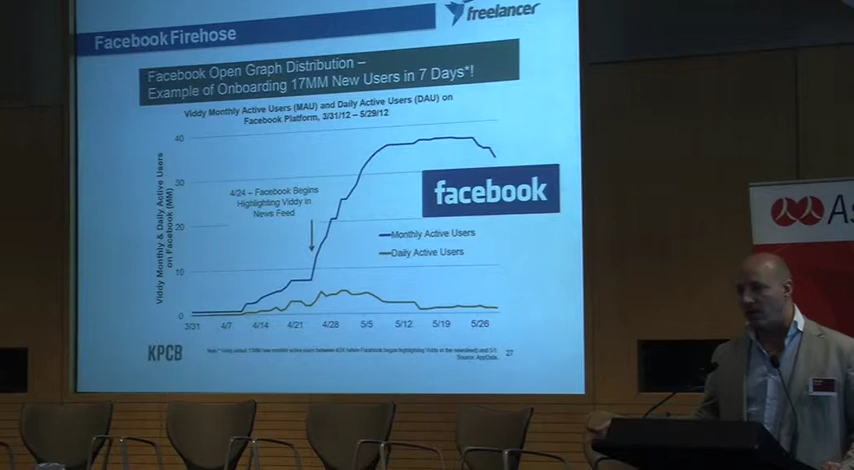 Facebook Firehose
freelancer
Facebook Open Graph Distribution –
Example of Onboarding 17MM New Users in 7 Days*!
Viddy Monthly Active Users (MAU) and Daily Active Users (DAU) on
Facebook Platform, 3/31/12 – 5/29/12
Viddy Monthly & Daily Active Users
on Facebook (MM)
40
30
20
10
0
4/24 – Facebook Begins
Highlighting Viddy in
News Feed
facebook
Monthly Active Users
Daily Active Users
3/31 4/7 4/14 4/21 4/28 5/5 5/12 5/19 5/26
KPCB
Source: AppData.
27
As